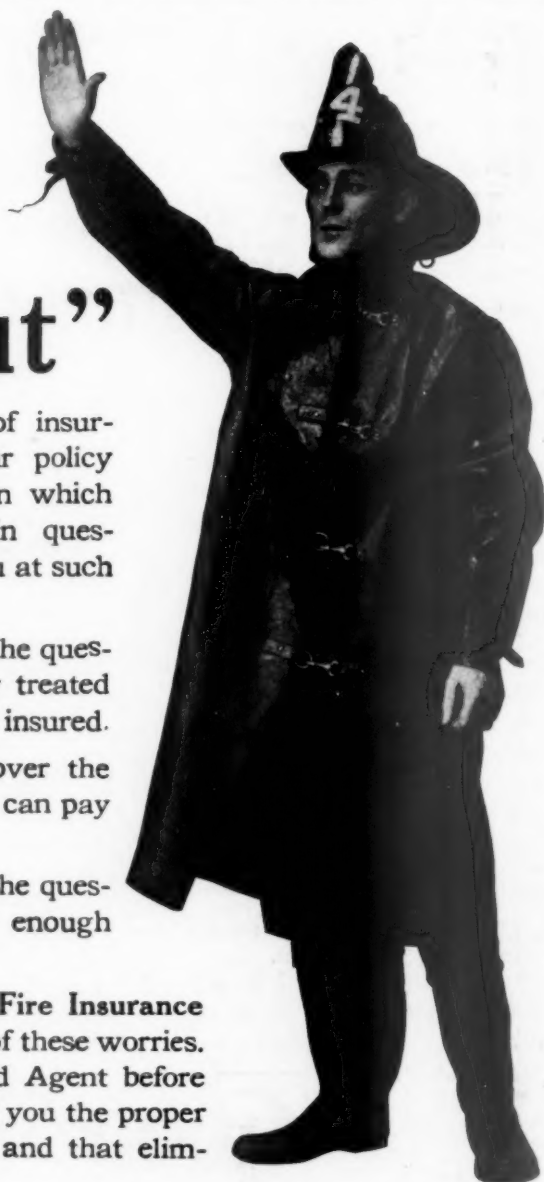 4
ut”
of insur-
r policy
n which
n ques-
u at such
he ques-
r treated
insured.
over the
can pay
he ques-
enough
Fire Insurance
of these worries.
d Agent before
you the proper
and that elim-